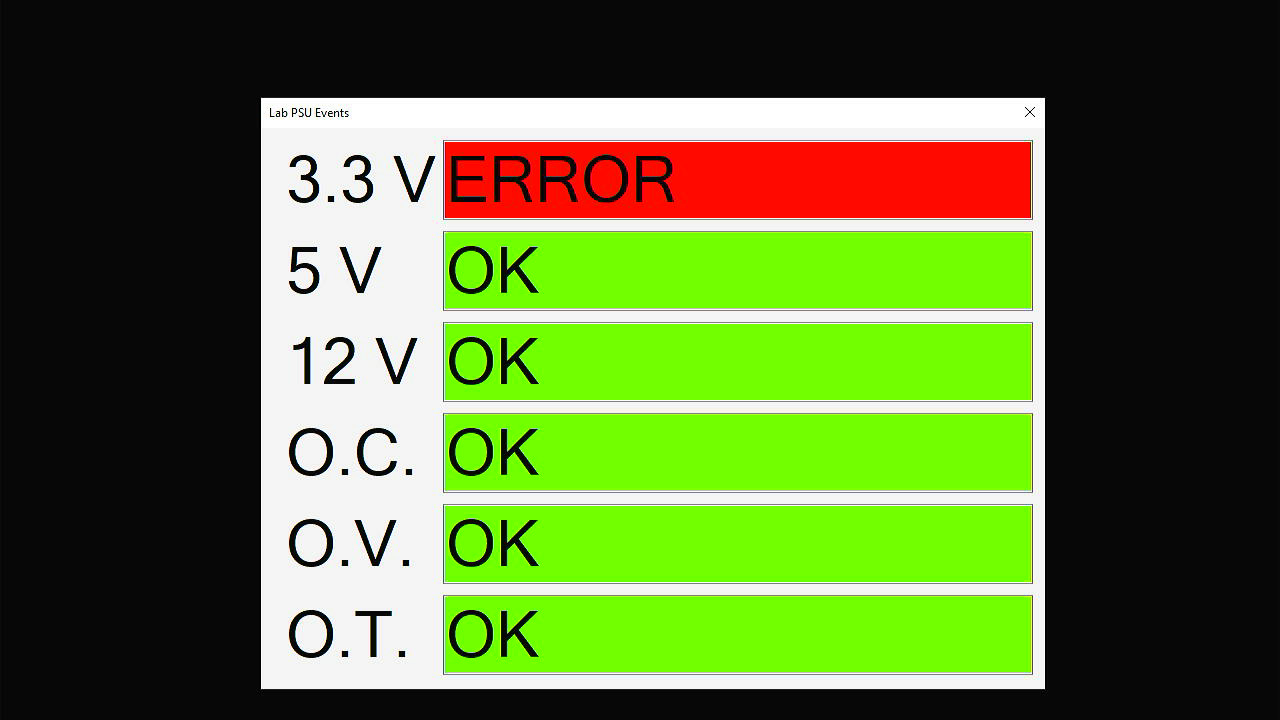 Lab PSU Events
3.3 V ERROR
5 V OK
12 V OK
O.C. OK
O.V. OK
O.T. OK